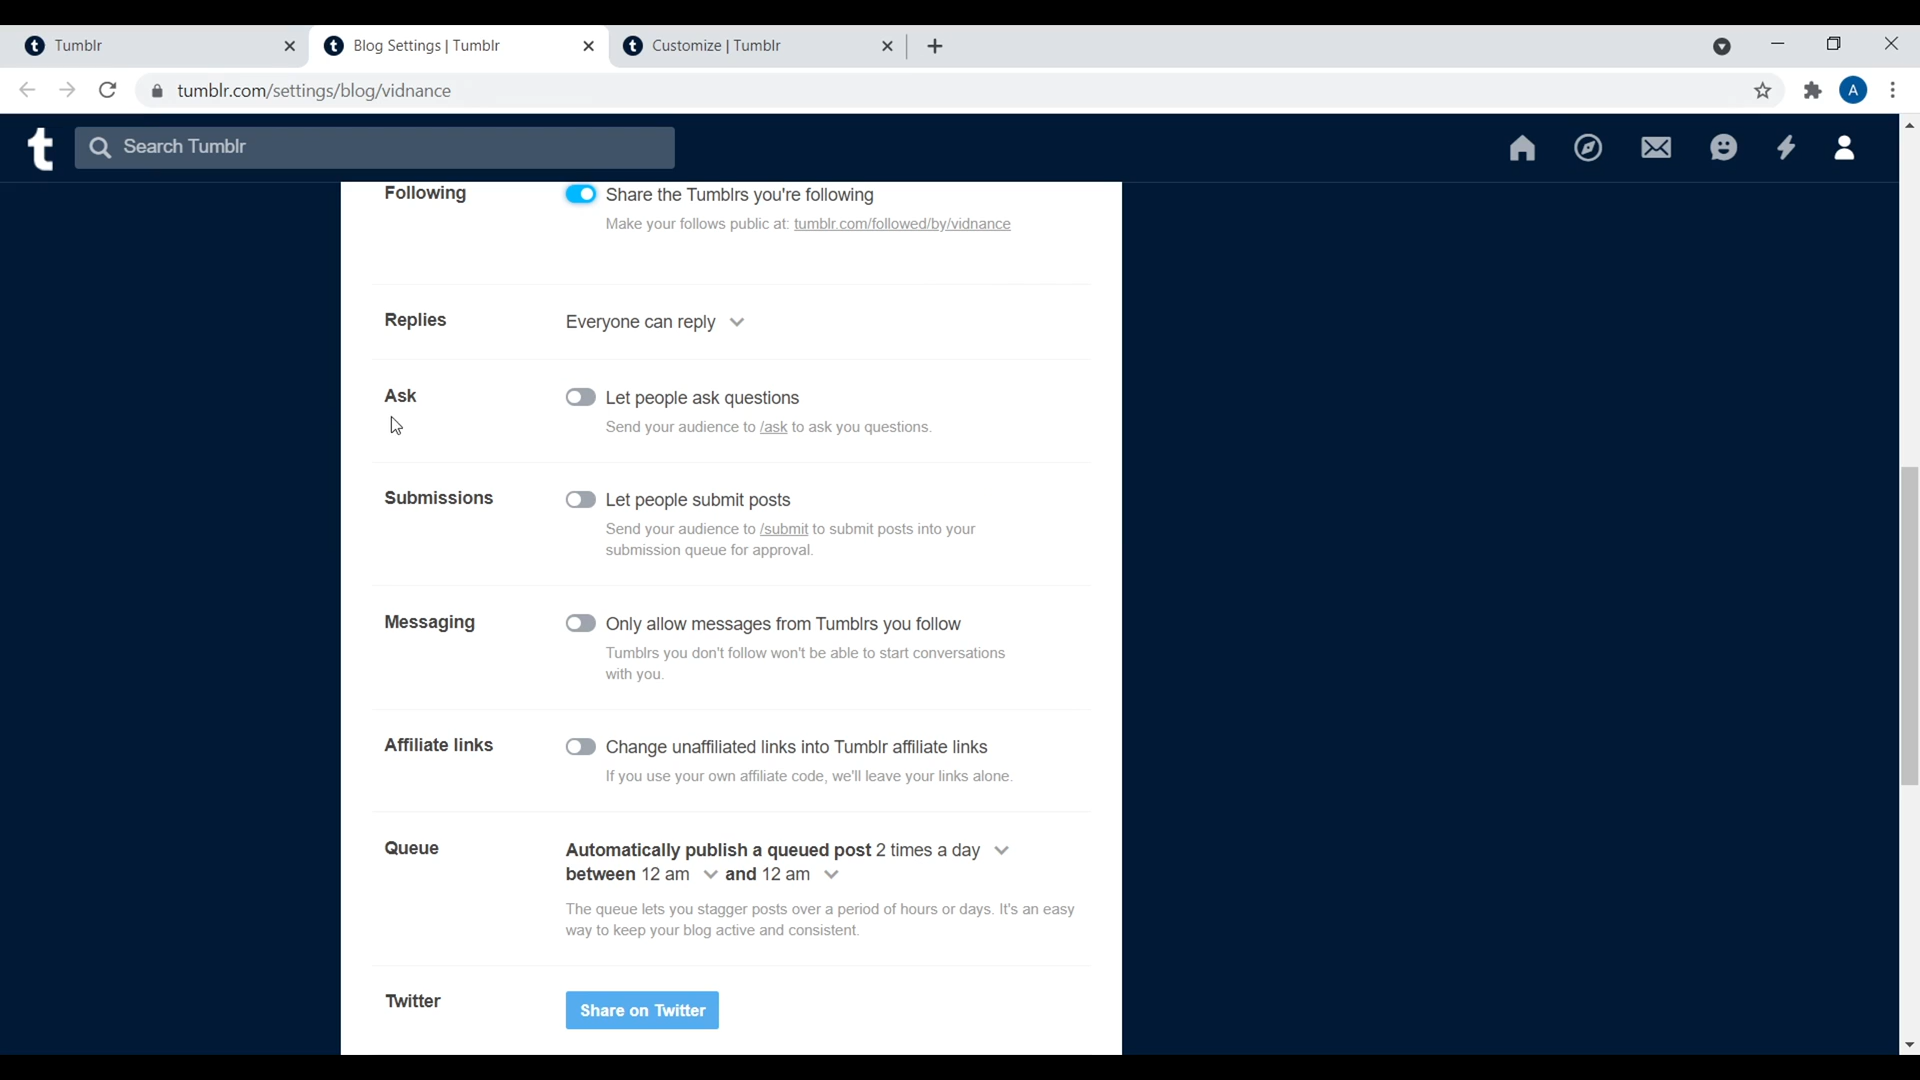 Tumblr
Blog Settings | Tumblr
Customize | Tumblr
tumblr.com/settings/blog/vidnance
A
t
Search Tumblr
Following
Share the Tumblrs you're following
Make your follows public at: tumblr.com/followed/by/vidnance
Replies
Everyone can reply
Ask
Let people ask questions
Send your audience to /ask to ask you questions.
Submissions
Let people submit posts
Send your audience to /submit to submit posts into your
submission queue for approval.
Messaging
Only allow messages from Tumblrs you follow
Tumblrs you don't follow won't be able to start conversations
with you.
Affiliate links
Change unaffiliated links into Tumblr affiliate links
If you use your own affiliate code, we'll leave your links alone.
Queue
Automatically publish a queued post 2 times a day
between 12 am and 12 am
The queue lets you stagger posts over a period of hours or days. It's an easy
way to keep your blog active and consistent.
Twitter
Share on Twitter